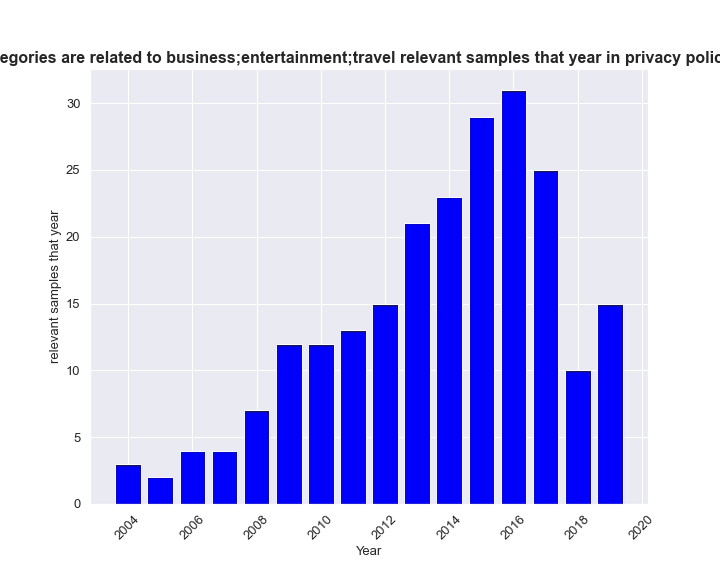 egories are related to business;entertainment;travel relevant samples that year in privacy polic
30
25
20
15
10
5
0
relevant samples that year
2004 2006 2008 2010 2012 2014 2016 2018 2020
Year